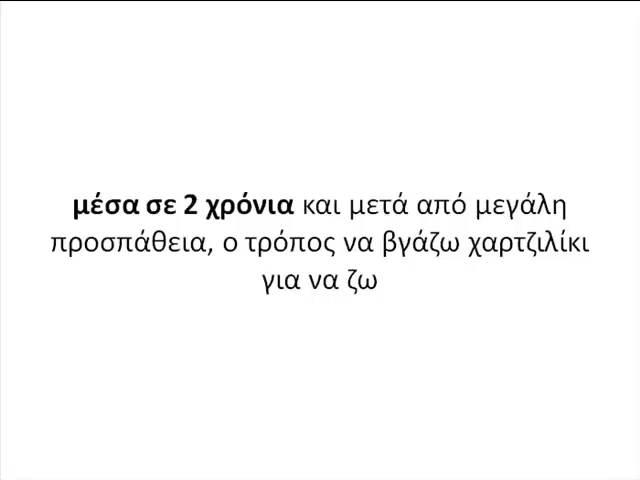 μέσα σε 2 χρόνια και μετά από μεγάλη
προσπάθεια, ο τρόπος να βγάζω χαρτζιλίκι
για να ζω